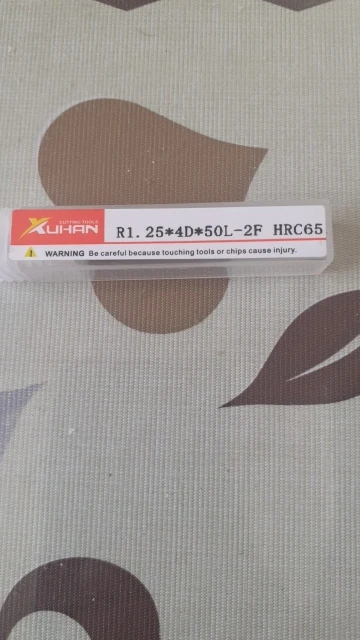 CUTTING TOOLS
XUHAN
R1.25*4D*50L-2F HRC65
WARNING Be careful because touching tools or chips cause injury.